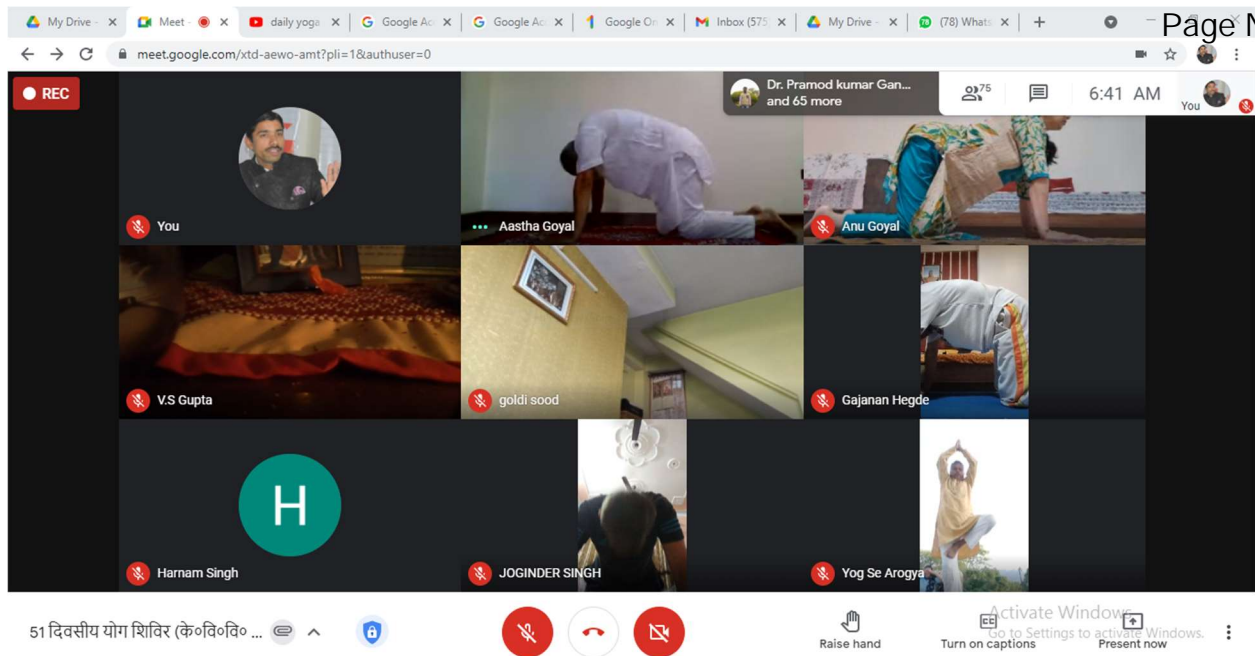 My Drive -
Meet -
daily yoga
Google Ac
Google Ac
Google On
Inbox (575
My Drive -
(78) Whats
Page N
meet.google.com/xtd-aewo-amt?pli=1&authuser=0
REC
Dr. Pramod kumar Gan...
and 65 more
75
6:41 AM
You
You
Aastha Goyal
Anu Goyal
V.S Gupta
goldi sood
Gajanan Hegde
H
Harnam Singh
JOGINDER SINGH
Yog Se Arogya
51 दिवसीय योग शिविर (के०वि०वि० ...
Raise hand
Turn on captions
Present now
Activate Windows
Go to Settings to activate Windows.